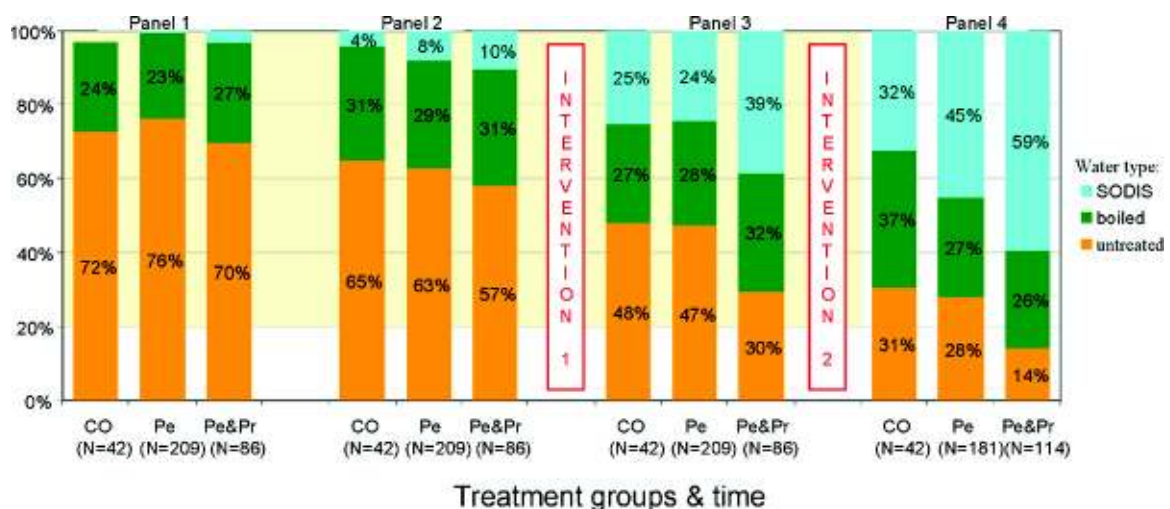 Panel 1 Panel 2 Panel 3 Panel 4
100%
80%
60%
40%
20%
0%
24% 23% 27%
72% 76% 70%
4% 8% 10%
31% 29% 31%
65% 63% 57%
INTERVENTION 1
25% 24% 39%
27% 28% 32%
48% 47% 30%
INTERVENTION 2
32% 45% 59%
37% 27% 26%
31% 28% 14%
Water type:
SODIS
boiled
untreated
CO Pe Pe&Pr CO Pe Pe&Pr CO Pe Pe&Pr CO Pe Pe&Pr
(N=42) (N=209) (N=86) (N=42) (N=209) (N=86) (N=42) (N=209) (N=86) (N=42) (N=181) (N=114)
Treatment groups & time